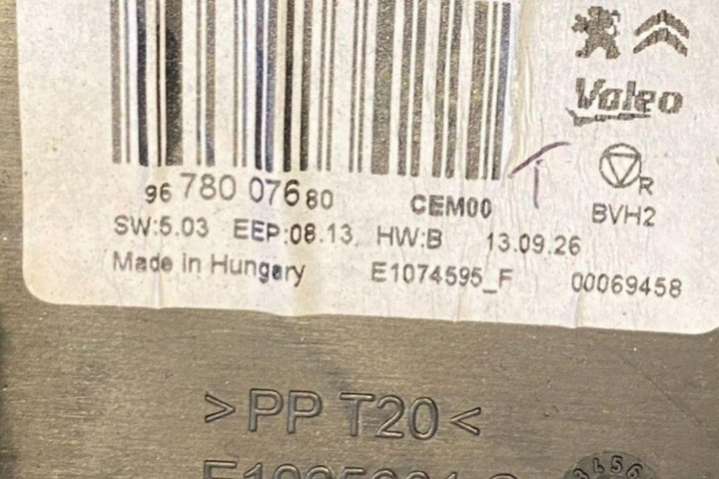 Valeo
R
96 780 076 80 CEM00 BVH2
SW:5.03 EEP:08.13 HW:B 13.09.26
Made in Hungary E1074595_F 00069458
>PP T20<